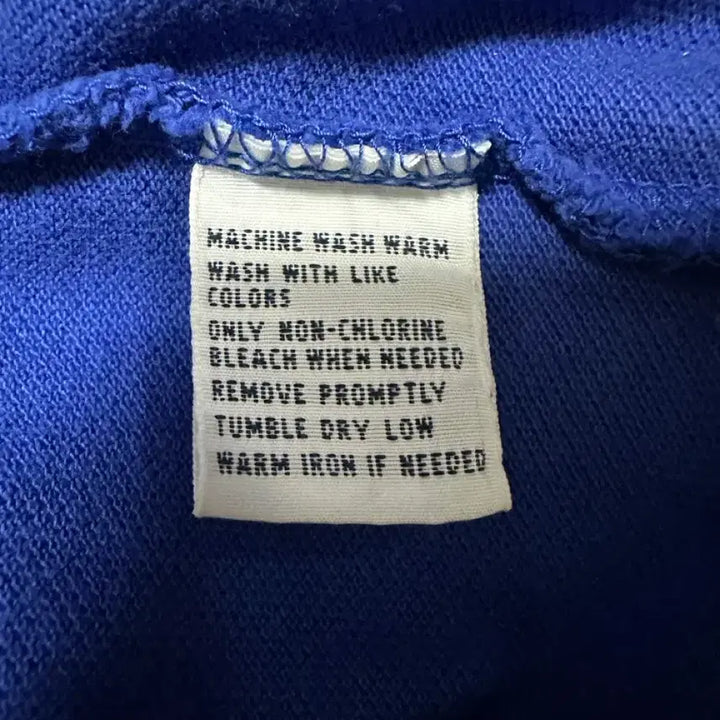 MACHINE WASH WARM
WASH WITH LIKE
COLORS
ONLY NON-CHLORINE
BLEACH WHEN NEEDED
REMOVE PROMPTLY
TUMBLE DRY LOW
WARM IRON IF NEEDED